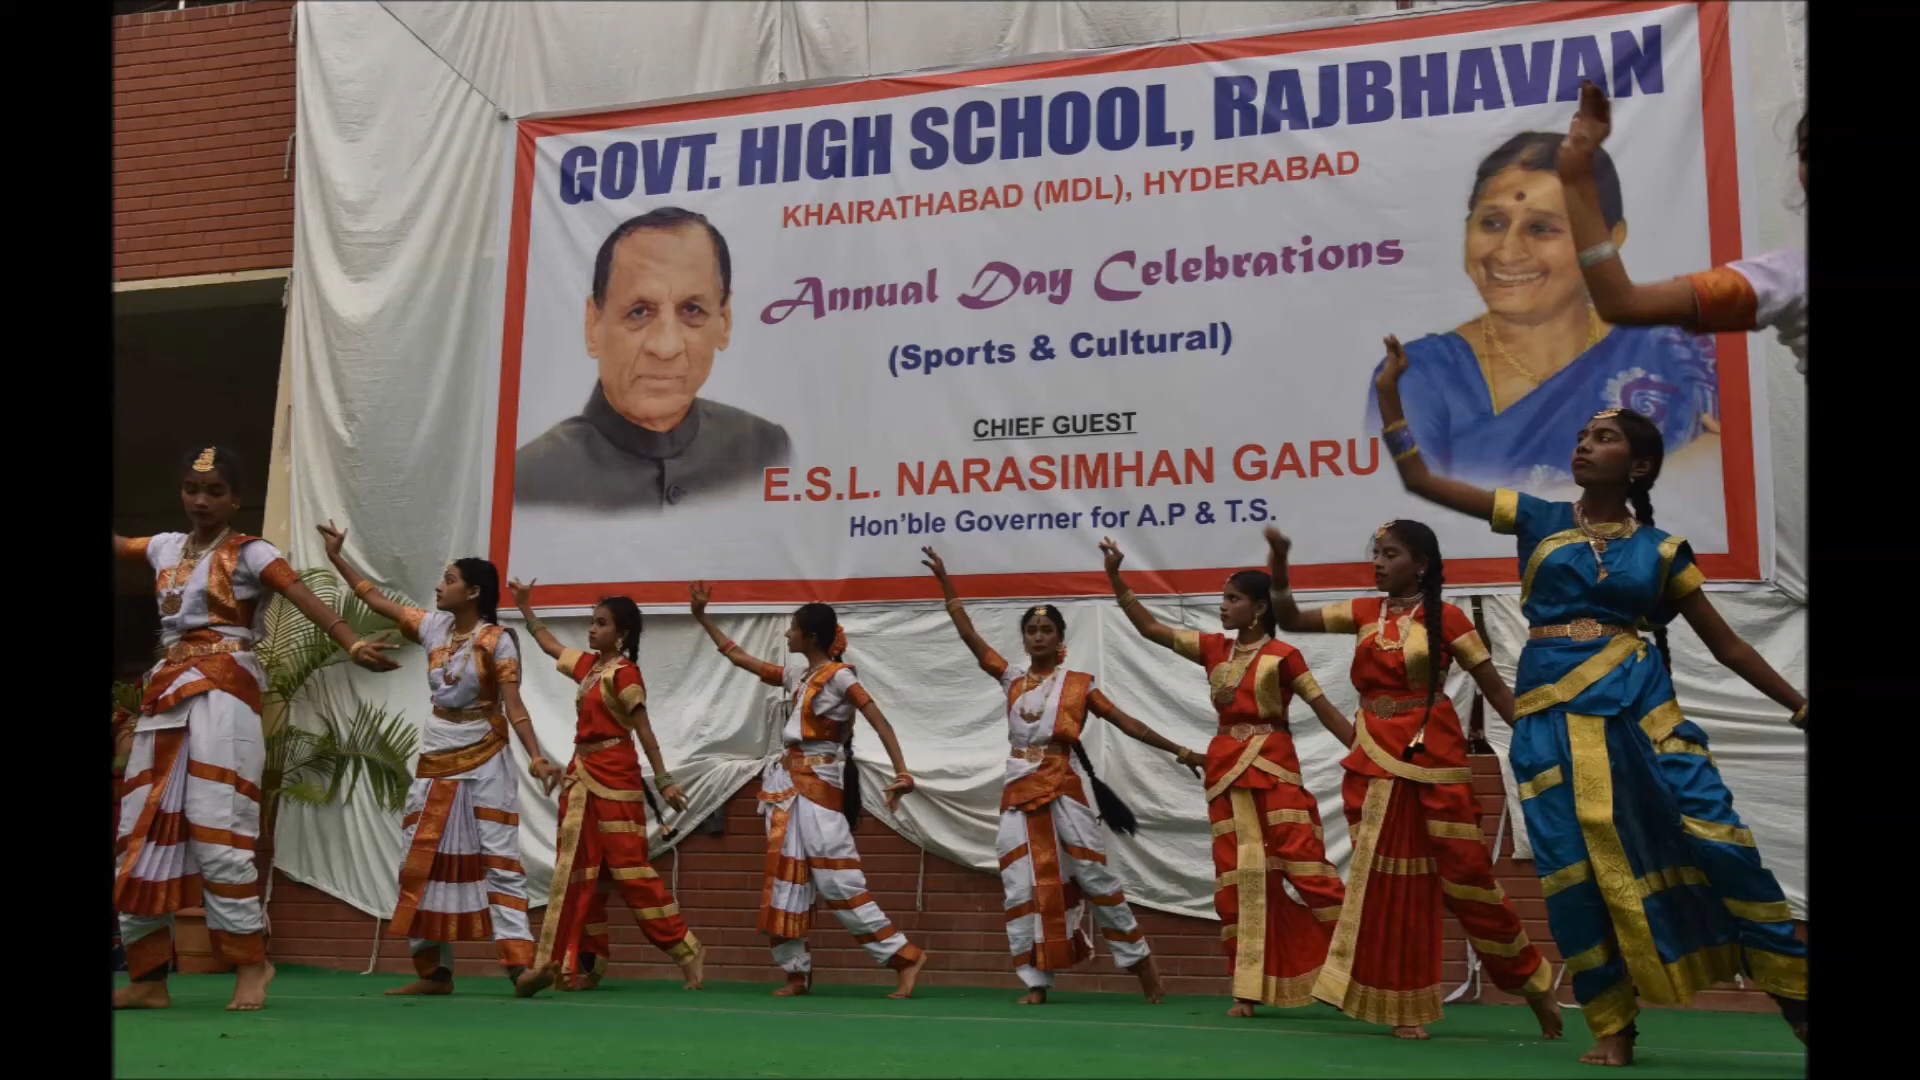 GOVT. HIGH SCHOOL, RAJBHAVAN
KHAIRATHABAD (MDL), HYDERABAD
Annual Day Celebrations
(Sports & Cultural)
CHIEF GUEST
E.S.L. NARASIMHAN GARU
Hon'ble Governer for A.P & T.S.